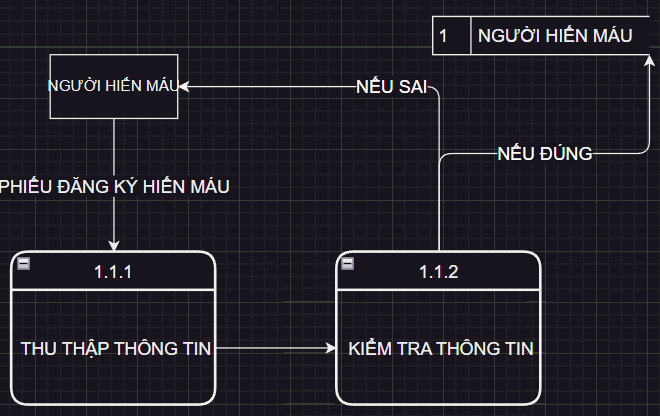 1 NGƯỜI HIẾN MÁU
NGƯỜI HIẾN MÁU
NẾU SAI
NẾU ĐÚNG
PHIẾU ĐĂNG KÝ HIẾN MÁU
1.1.1
1.1.2
THU THẬP THÔNG TIN
KIỂM TRA THÔNG TIN